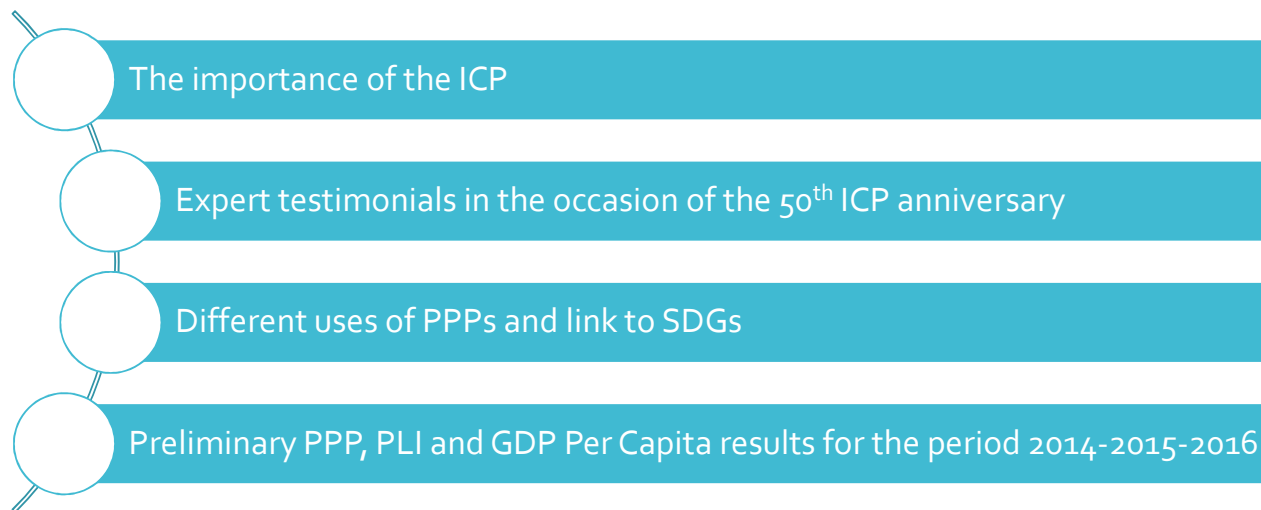 The importance of the ICP
Expert testimonials in the occasion of the 50th ICP anniversary
Different uses of PPPs and link to SDGs
Preliminary PPP, PLI and GDP Per Capita results for the period 2014-2015-2016